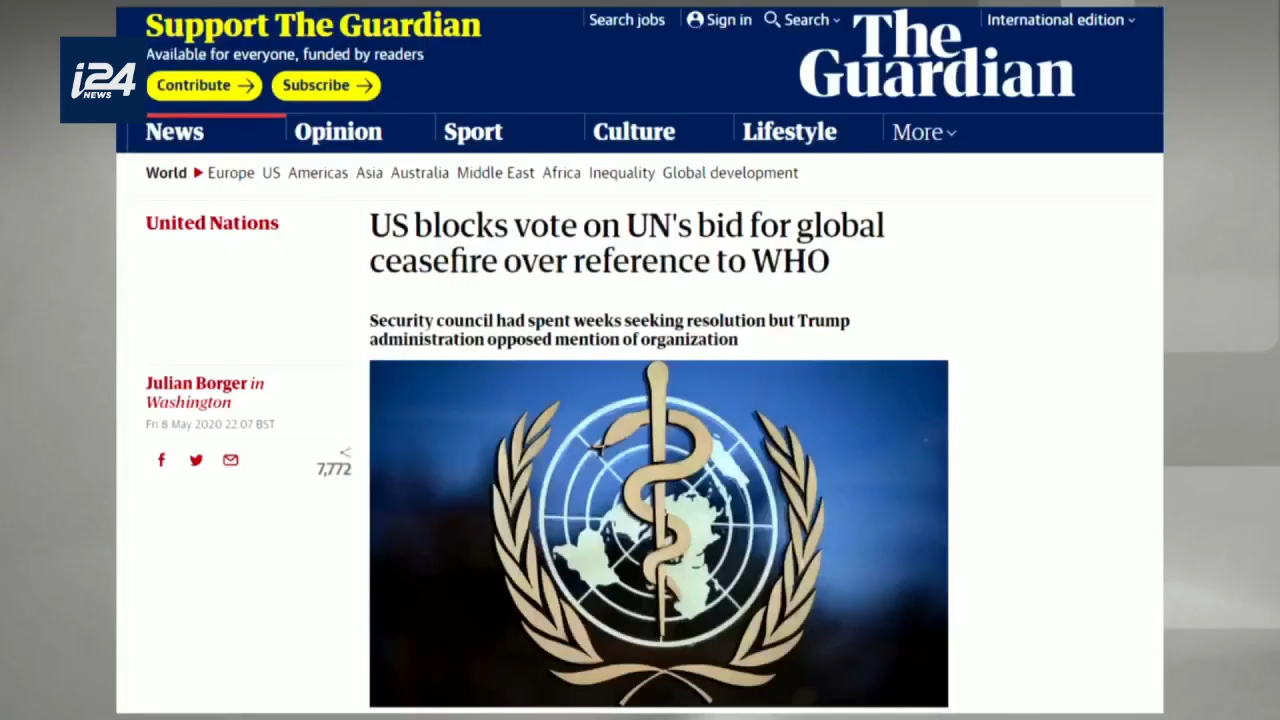 Support The Guardian
Available for everyone, funded by readers
Contribute
Subscribe
Search jobs
Sign in
Search
International edition
The
Guardian
i24
NEWS
News
Opinion
Sport
Culture
Lifestyle
More
World
Europe US Americas Asia Australia Middle East Africa Inequality Global development
United Nations
US blocks vote on UN's bid for global
ceasefire over reference to WHO
Security council had spent weeks seeking resolution but Trump
administration opposed mention of organization
Julian Borger in
Washington
Fri 8 May 2020 22.07 BST
7,772